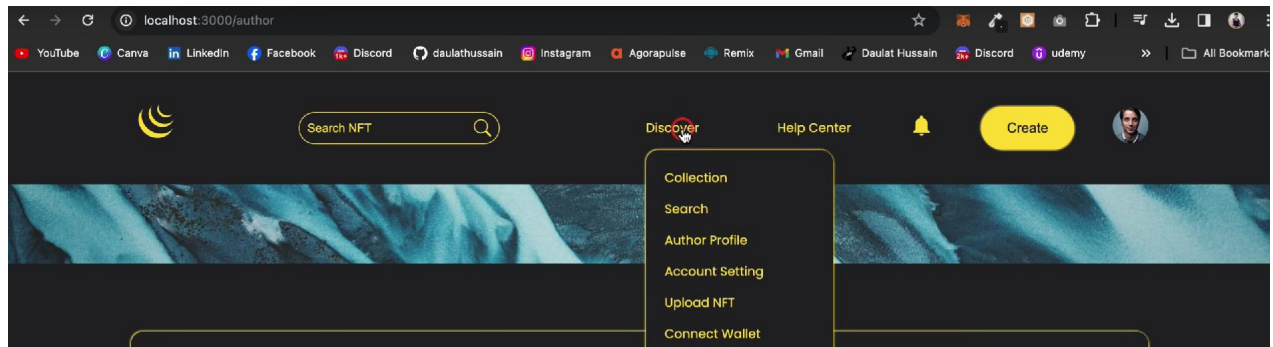 localhost:3000/author
YouTube Canva LinkedIn Facebook Discord daulathussain Instagram Agorapulse Remix Gmail Daulat Hussain Discord udemy » All Bookmark
Search NFT Discover Help Center Create
Collection
Search
Author Profile
Account Setting
Upload NFT
Connect Wallet